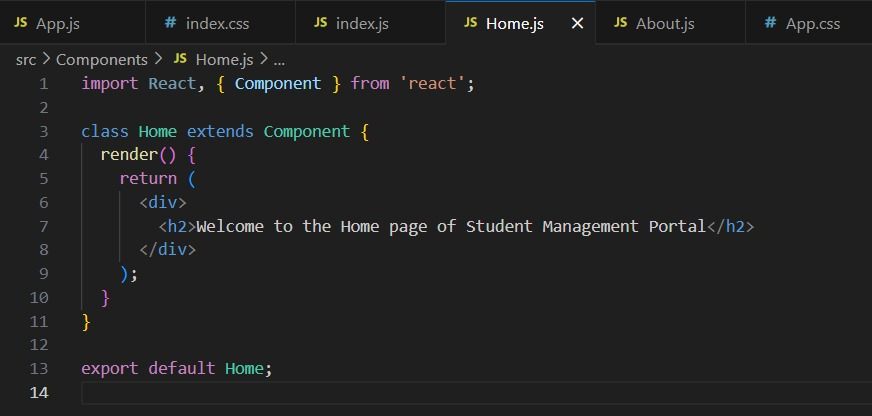 JS App.js # index.css JS index.js JS Home.js × JS About.js # App.css
src > Components > JS Home.js > ...
1 import React, { Component } from 'react';
2
3 class Home extends Component {
4   render() {
5     return (
6       <div>
7         <h2>Welcome to the Home page of Student Management Portal</h2>
8       </div>
9     );
10   }
11 }
12
13 export default Home;
14